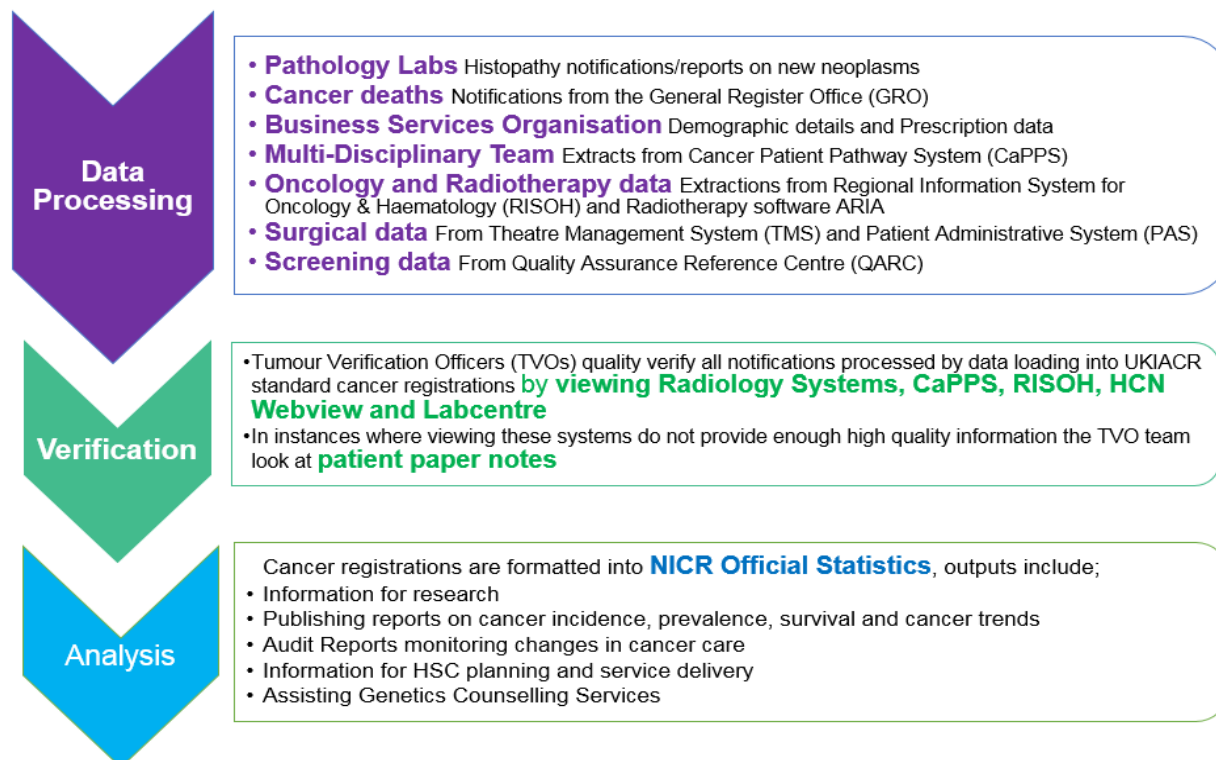 Data
Processing
• Pathology Labs Histopathy notifications/reports on new neoplasms
• Cancer deaths Notifications from the General Register Office (GRO)
• Business Services Organisation Demographic details and Prescription data
• Multi-Disciplinary Team Extracts from Cancer Patient Pathway System (CaPPS)
• Oncology and Radiotherapy data Extractions from Regional Information System for
Oncology & Haematology (RISOH) and Radiotherapy software ARIA
• Surgical data From Theatre Management System (TMS) and Patient Administrative System (PAS)
• Screening data From Quality Assurance Reference Centre (QARC)
Verification
•Tumour Verification Officers (TVOs) quality verify all notifications processed by data loading into UKIACR
standard cancer registrations by viewing Radiology Systems, CaPPS, RISOH, HCN
Webview and Labcentre
•In instances where viewing these systems do not provide enough high quality information the TVO team
look at patient paper notes
Analysis
Cancer registrations are formatted into NICR Official Statistics, outputs include;
• Information for research
• Publishing reports on cancer incidence, prevalence, survival and cancer trends
• Audit Reports monitoring changes in cancer care
• Information for HSC planning and service delivery
• Assisting Genetics Counselling Services